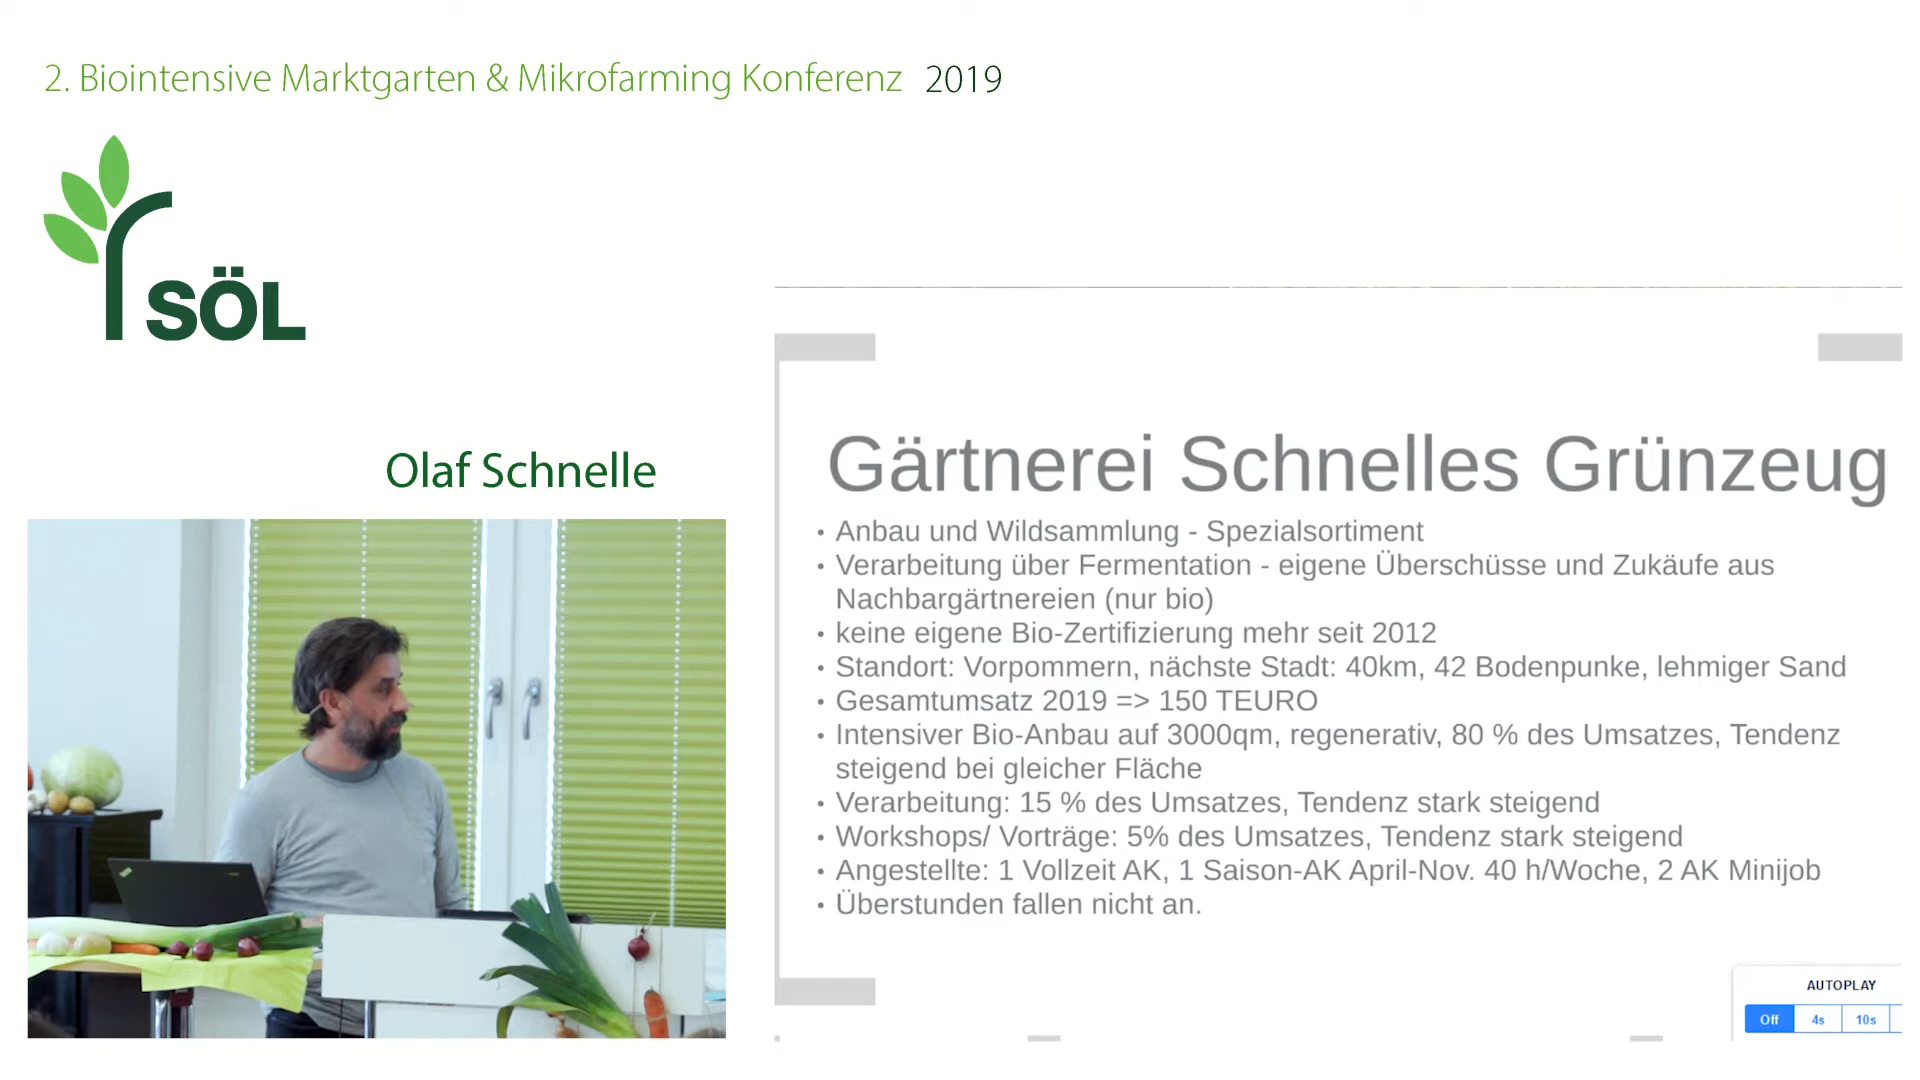 2. Biointensive Marktgarten & Mikrofarming Konferenz 2019
SÖL
Olaf Schnelle
Gärtnerei Schnelles Grünzeug
• Anbau und Wildsammlung - Spezialsortiment
• Verarbeitung über Fermentation - eigene Überschüsse und Zukäufe aus
Nachbargärtnereien (nur bio)
• keine eigene Bio-Zertifizierung mehr seit 2012
• Standort: Vorpommern, nächste Stadt: 40km, 42 Bodenpunke, lehmiger Sand
• Gesamtumsatz 2019 => 150 TEURO
• Intensiver Bio-Anbau auf 3000qm, regenerativ, 80 % des Umsatzes, Tendenz
steigend bei gleicher Fläche
• Verarbeitung: 15 % des Umsatzes, Tendenz stark steigend
• Workshops/ Vorträge: 5% des Umsatzes, Tendenz stark steigend
• Angestellte: 1 Vollzeit AK, 1 Saison-AK April-Nov. 40 h/Woche, 2 AK Minijob
• Überstunden fallen nicht an.
AUTOPLAY
Off 4s 10s